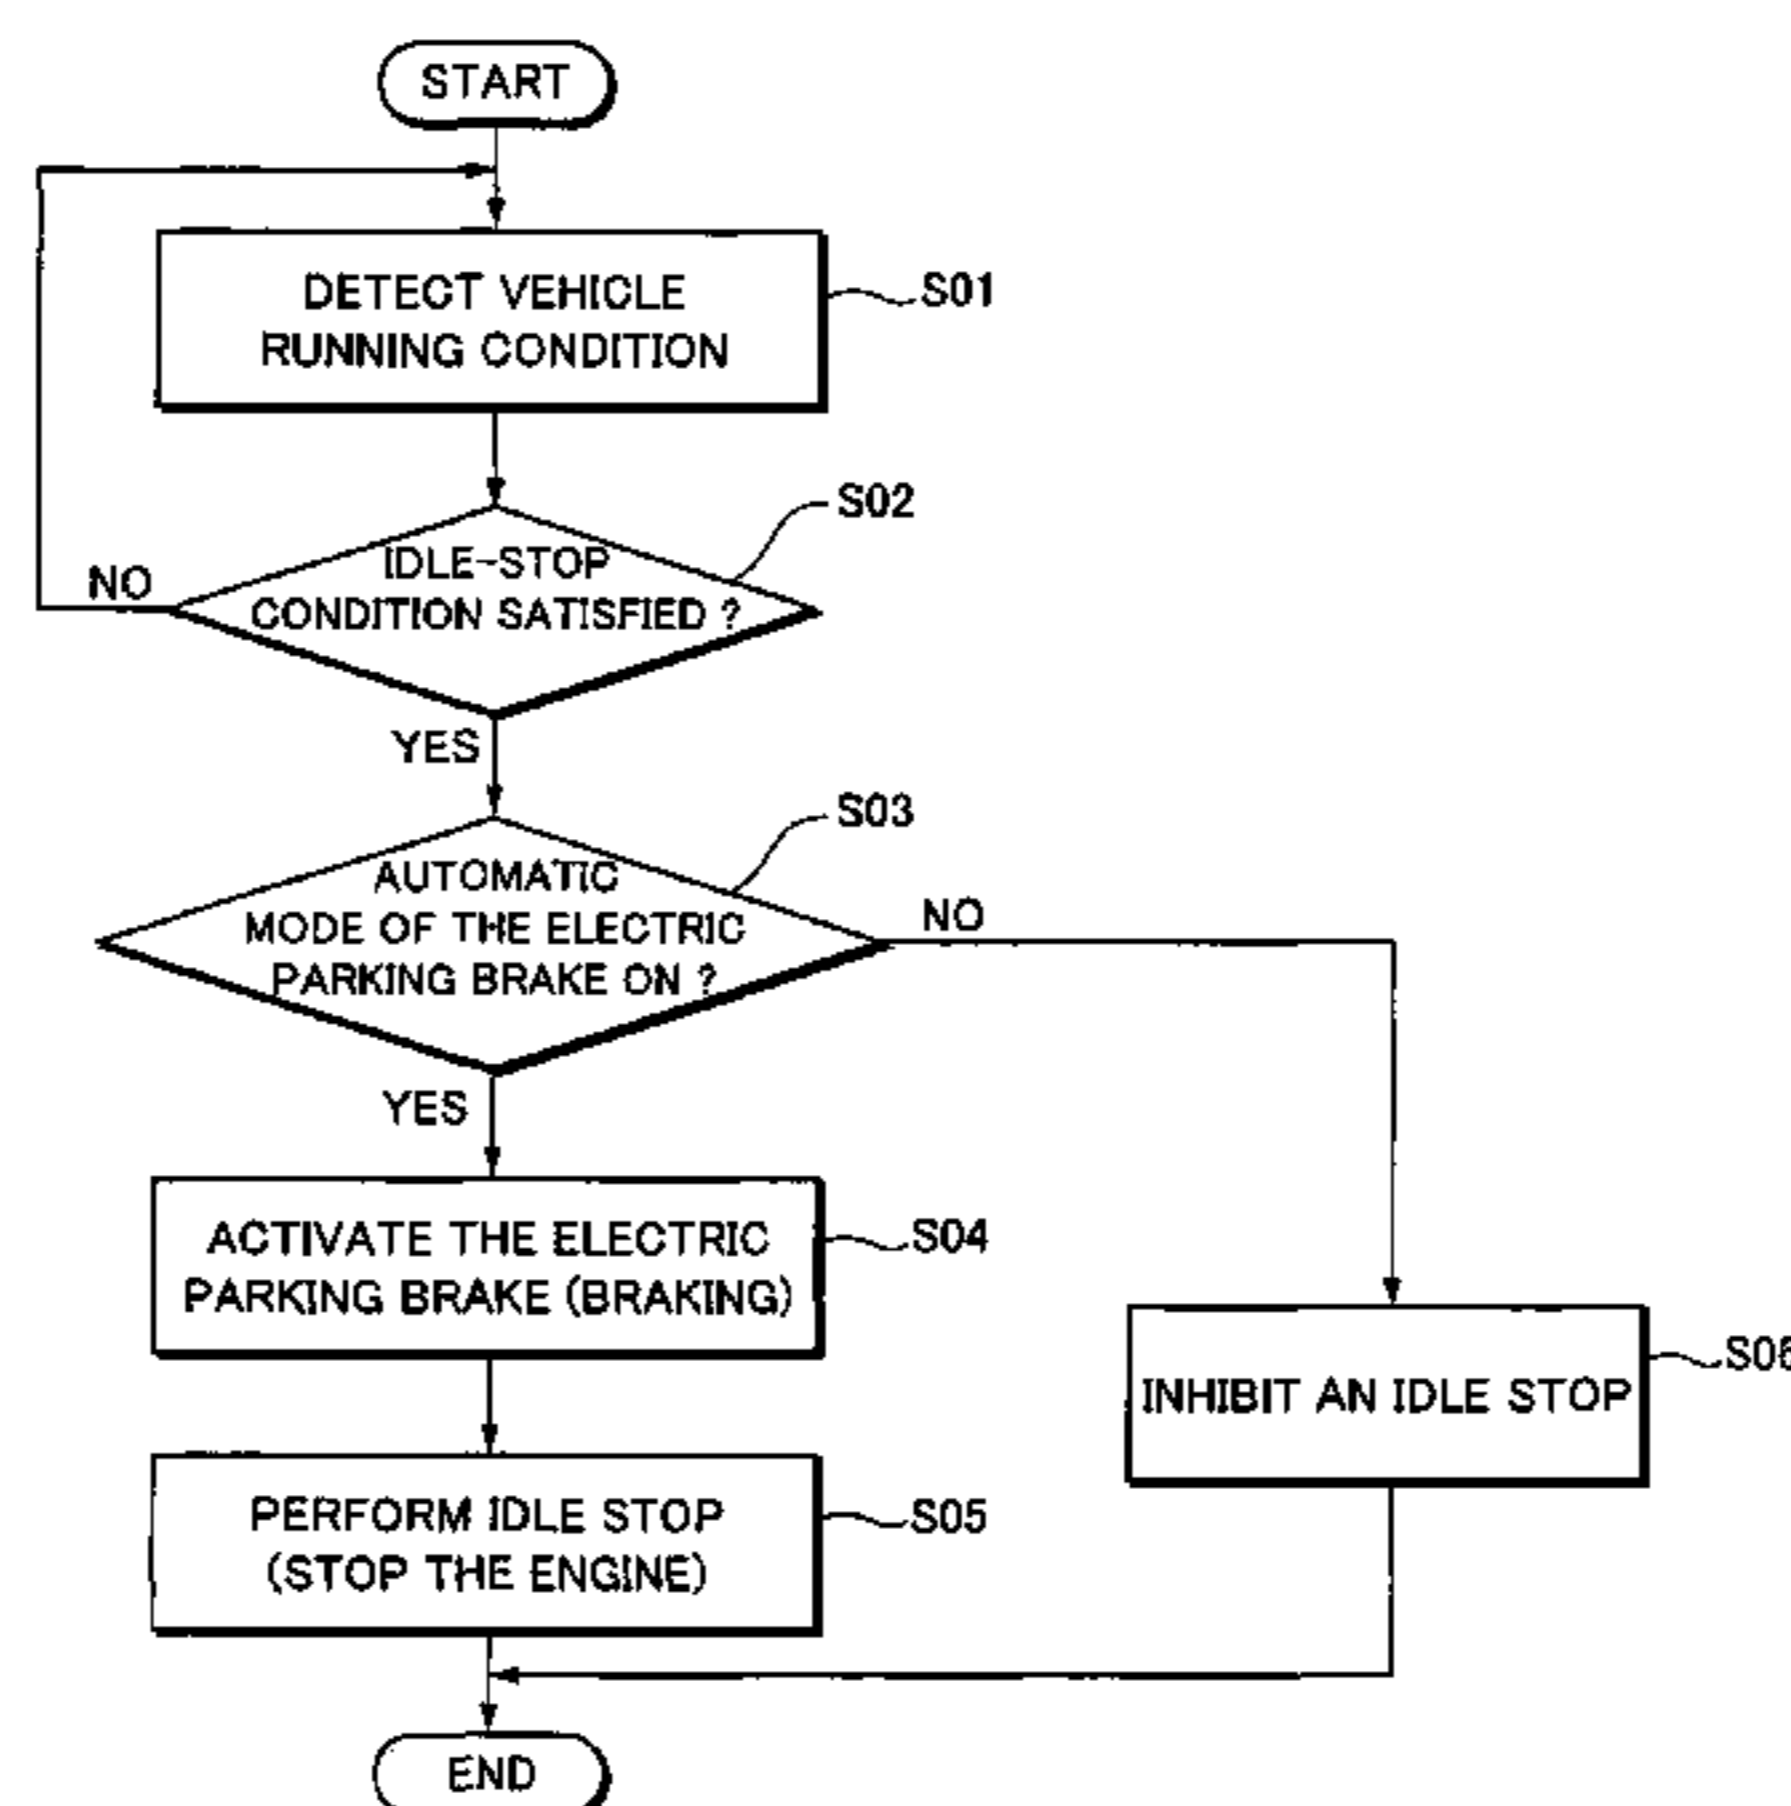 START
DETECT VEHICLE
RUNNING CONDITION
S01
S02
IDLE-STOP
CONDITION SATISFIED ?
NO
YES
S03
AUTOMATIC
MODE OF THE ELECTRIC
PARKING BRAKE ON ?
NO
YES
ACTIVATE THE ELECTRIC
PARKING BRAKE (BRAKING)
S04
INHIBIT AN IDLE STOP
S06
PERFORM IDLE STOP
(STOP THE ENGINE)
S05
END